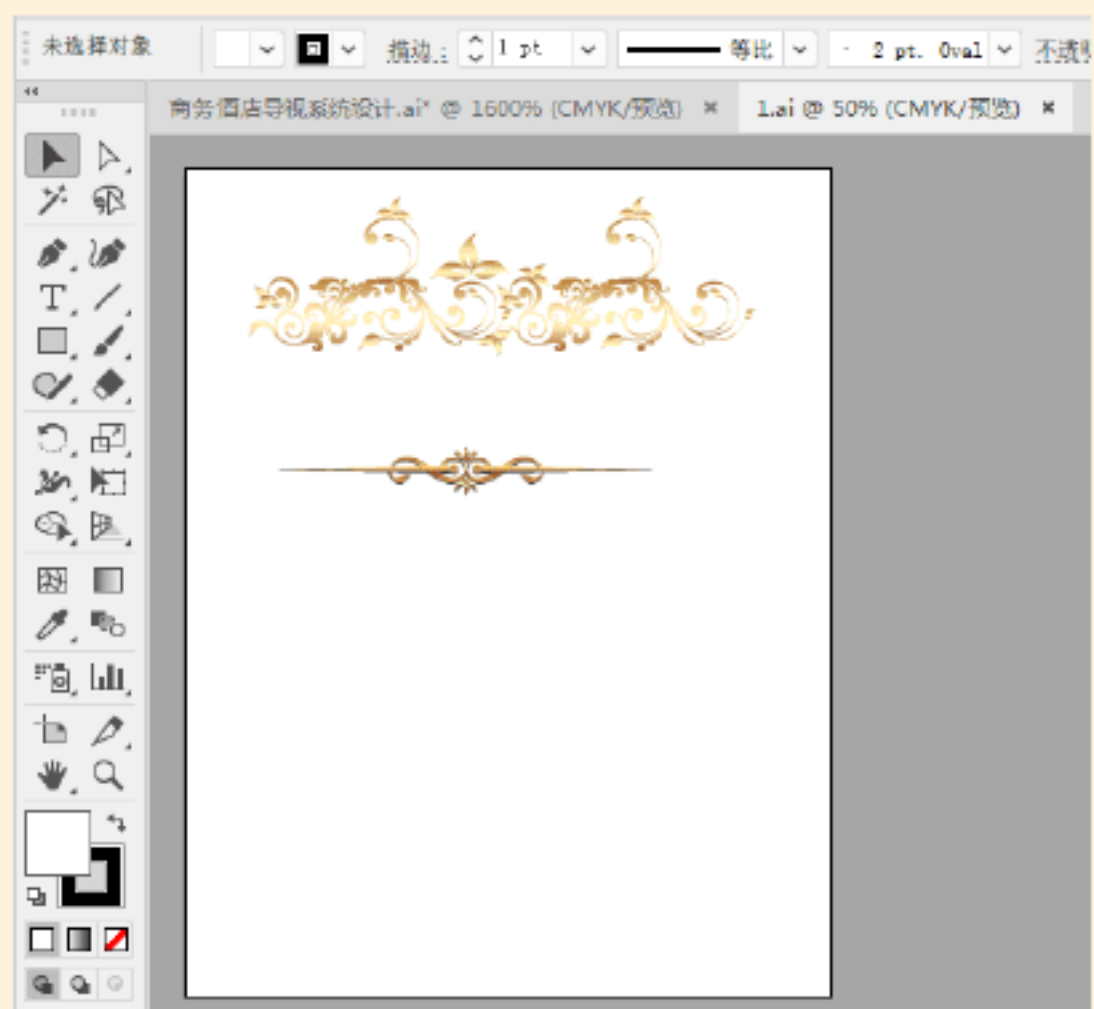 未选择对象 描边: 1 pt 等比 2 pt. Oval 不透明
商务酒店导视系统设计.ai* @ 1600% (CMYK/预览) × 1.ai @ 50% (CMYK/预览) ×